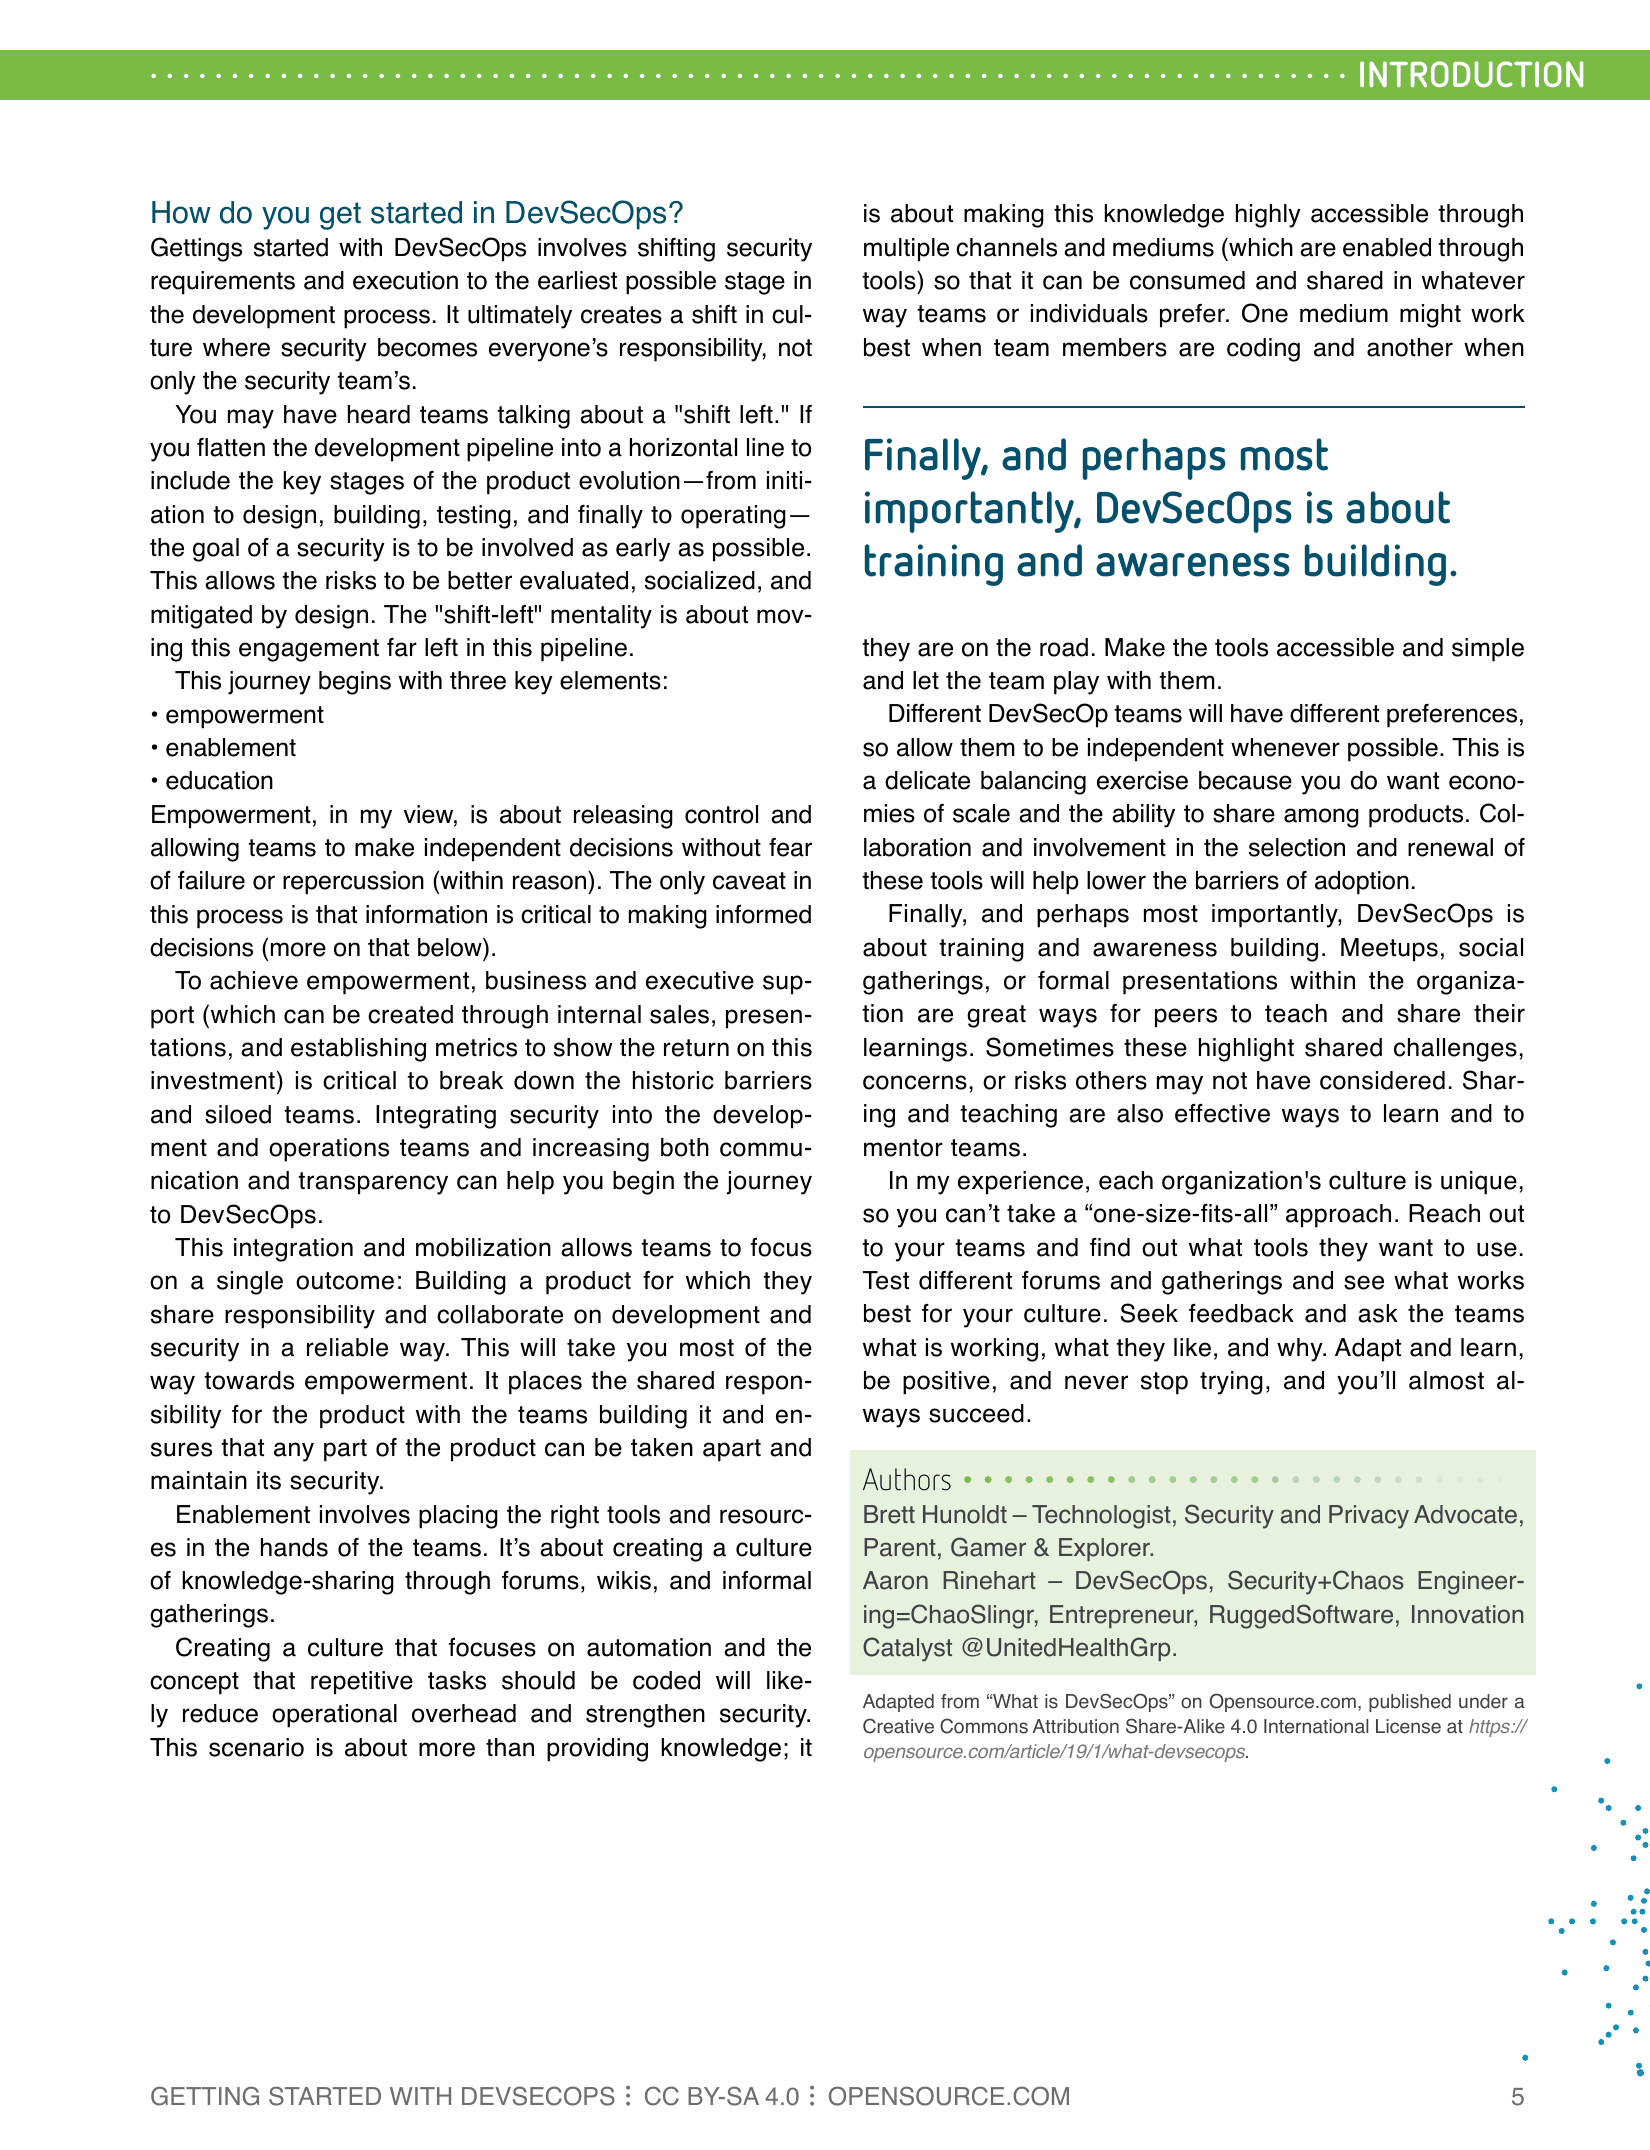 INTRODUCTION
How do you get started in DevSecOps?
Gettings started with DevSecOps involves shifting security
requirements and execution to the earliest possible stage in
the development process. It ultimately creates a shift in cul-
ture where security becomes everyone’s responsibility, not
only the security team’s.
You may have heard teams talking about a "shift left." If
you flatten the development pipeline into a horizontal line to
include the key stages of the product evolution—from initi-
ation to design, building, testing, and finally to operating—
the goal of a security is to be involved as early as possible.
This allows the risks to be better evaluated, socialized, and
mitigated by design. The "shift-left" mentality is about mov-
ing this engagement far left in this pipeline.
This journey begins with three key elements:
• empowerment
• enablement
• education
Empowerment, in my view, is about releasing control and
allowing teams to make independent decisions without fear
of failure or repercussion (within reason). The only caveat in
this process is that information is critical to making informed
decisions (more on that below).
To achieve empowerment, business and executive sup-
port (which can be created through internal sales, presen-
tations, and establishing metrics to show the return on this
investment) is critical to break down the historic barriers
and siloed teams. Integrating security into the develop-
ment and operations teams and increasing both commu-
nication and transparency can help you begin the journey
to DevSecOps.
This integration and mobilization allows teams to focus
on a single outcome: Building a product for which they
share responsibility and collaborate on development and
security in a reliable way. This will take you most of the
way towards empowerment. It places the shared respon-
sibility for the product with the teams building it and en-
sures that any part of the product can be taken apart and
maintain its security.
Enablement involves placing the right tools and resourc-
es in the hands of the teams. It’s about creating a culture
of knowledge-sharing through forums, wikis, and informal
gatherings.
Creating a culture that focuses on automation and the
concept that repetitive tasks should be coded will like-
ly reduce operational overhead and strengthen security.
This scenario is about more than providing knowledge; it
is about making this knowledge highly accessible through
multiple channels and mediums (which are enabled through
tools) so that it can be consumed and shared in whatever
way teams or individuals prefer. One medium might work
best when team members are coding and another when
Finally, and perhaps most
importantly, DevSecOps is about
training and awareness building.
they are on the road. Make the tools accessible and simple
and let the team play with them.
Different DevSecOp teams will have different preferences,
so allow them to be independent whenever possible. This is
a delicate balancing exercise because you do want econo-
mies of scale and the ability to share among products. Col-
laboration and involvement in the selection and renewal of
these tools will help lower the barriers of adoption.
Finally, and perhaps most importantly, DevSecOps is
about training and awareness building. Meetups, social
gatherings, or formal presentations within the organiza-
tion are great ways for peers to teach and share their
learnings. Sometimes these highlight shared challenges,
concerns, or risks others may not have considered. Shar-
ing and teaching are also effective ways to learn and to
mentor teams.
In my experience, each organization's culture is unique,
so you can’t take a “one-size-fits-all” approach. Reach out
to your teams and find out what tools they want to use.
Test different forums and gatherings and see what works
best for your culture. Seek feedback and ask the teams
what is working, what they like, and why. Adapt and learn,
be positive, and never stop trying, and you’ll almost al-
ways succeed.
Authors
Brett Hunoldt – Technologist, Security and Privacy Advocate,
Parent, Gamer & Explorer.
Aaron Rinehart – DevSecOps, Security+Chaos Engineer-
ing=ChaoSlingr, Entrepreneur, RuggedSoftware, Innovation
Catalyst @UnitedHealthGrp.
Adapted from “What is DevSecOps” on Opensource.com, published under a
Creative Commons Attribution Share-Alike 4.0 International License at https://
opensource.com/article/19/1/what-devsecops.
GETTING STARTED WITH DEVSECOPS ⋮ CC BY-SA 4.0 ⋮ OPENSOURCE.COM 5